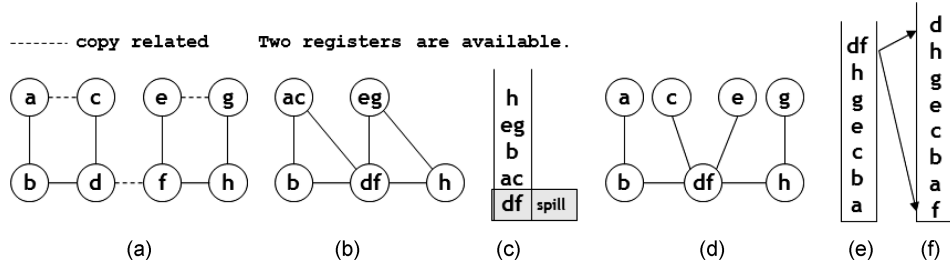 copy related Two registers are available.
a c e g
b d f h
(a)
ac eg
b df h
(b)
h
eg
b
ac
df spill
(c)
a c e g
b df h
(d)
df
h
g
e
c
b
a
(e)
d
h
g
e
c
b
a
f
(f)